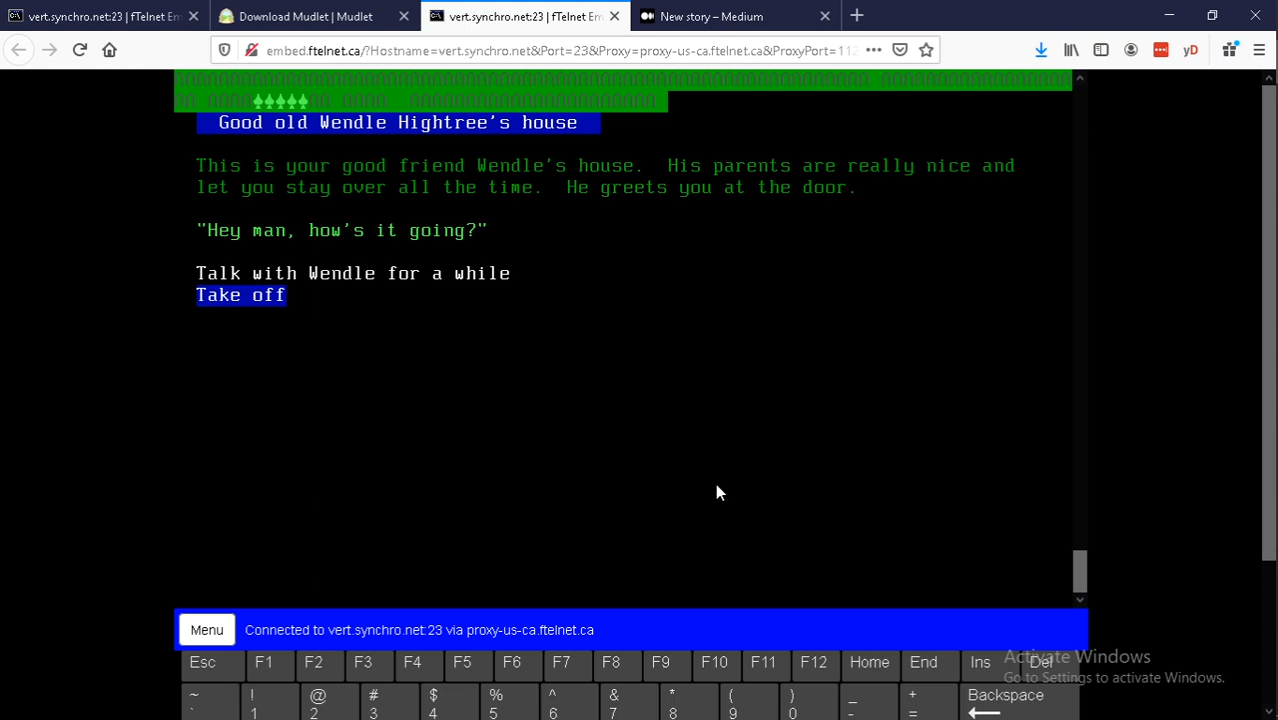 vert.synchro.net:23 | fTelnet Em
Download Mudlet | Mudlet
vert.synchro.net:23 | fTelnet Em
New story – Medium
embed.ftelnet.ca/?Hostname=vert.synchro.net&Port=23&Proxy=proxy-us-ca.ftelnet.ca&ProxyPort=112
yD
Good old Wendle Hightree's house
This is your good friend Wendle's house. His parents are really nice and
let you stay over all the time. He greets you at the door.
"Hey man, how's it going?"
Talk with Wendle for a while
Take off
Menu
Connected to vert.synchro.net:23 via proxy-us-ca.ftelnet.ca
Esc F1 F2 F3 F4 F5 F6 F7 F8 F9 F10 F11 F12 Home End Ins Del
Activate Windows
Go to Settings to activate Windows.
~ ! @ # $ % ^ & * ( ) _ + Backspace
` 1 2 3 4 5 6 7 8 9 0 - =